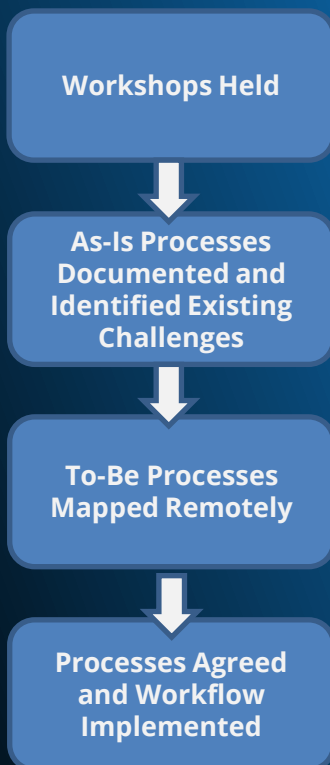 Workshops Held
As-Is Processes
Documented and
Identified Existing
Challenges
To-Be Processes
Mapped Remotely
Processes Agreed
and Workflow
Implemented